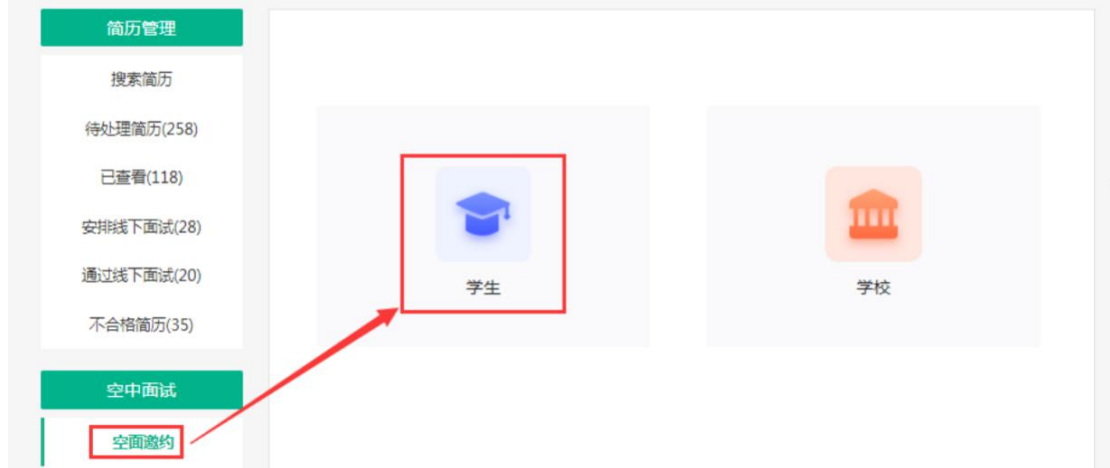 简历管理
搜索简历
待处理简历(258)
已查看(118)
安排线下面试(28)
通过线下面试(20)
不合格简历(35)
空中面试
空面邀约
学生
学校